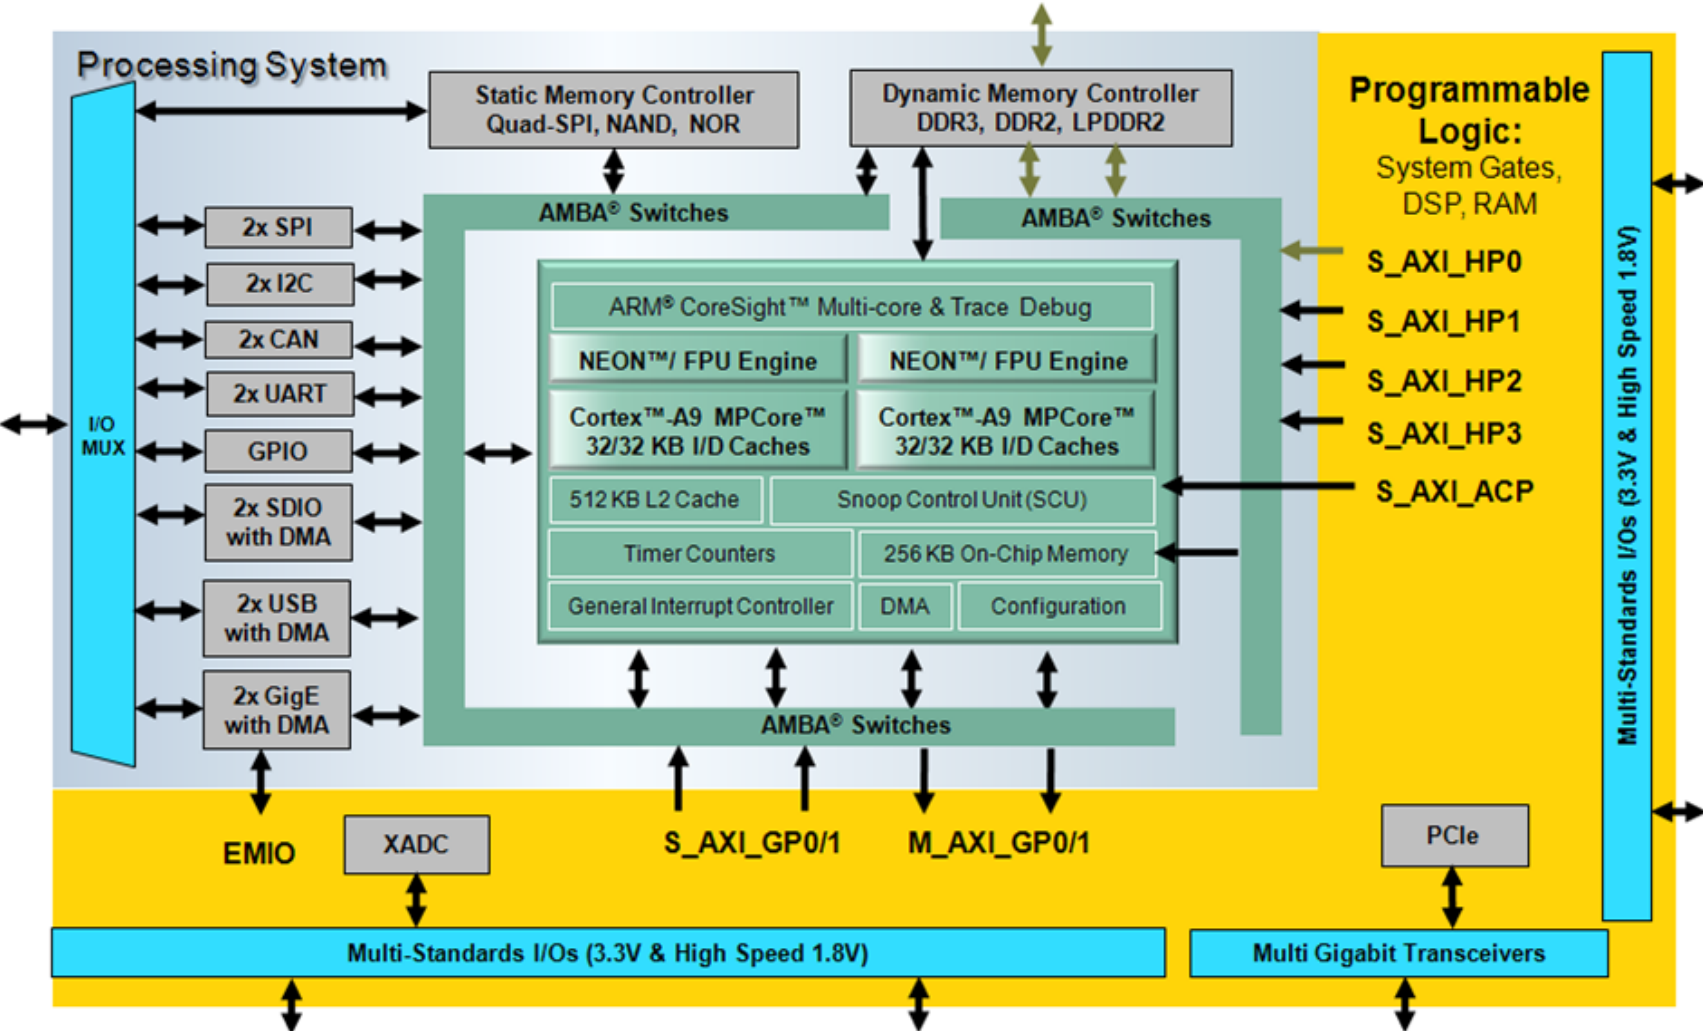 Processing System
Static Memory Controller
Quad-SPI, NAND, NOR
Dynamic Memory Controller
DDR3, DDR2, LPDDR2
Programmable
Logic:
System Gates,
DSP, RAM
AMBA® Switches
AMBA® Switches
I/O
MUX
2x SPI
2x I2C
2x CAN
2x UART
GPIO
2x SDIO
with DMA
2x USB
with DMA
2x GigE
with DMA
ARM® CoreSight™ Multi-core & Trace Debug
NEON™/ FPU Engine
NEON™/ FPU Engine
Cortex™-A9 MPCore™
32/32 KB I/D Caches
Cortex™-A9 MPCore™
32/32 KB I/D Caches
512 KB L2 Cache
Snoop Control Unit (SCU)
Timer Counters
256 KB On-Chip Memory
General Interrupt Controller
DMA
Configuration
AMBA® Switches
S_AXI_HP0
S_AXI_HP1
S_AXI_HP2
S_AXI_HP3
S_AXI_ACP
Multi-Standards I/Os (3.3V & High Speed 1.8V)
EMIO
XADC
S_AXI_GP0/1
M_AXI_GP0/1
PCIe
Multi-Standards I/Os (3.3V & High Speed 1.8V)
Multi Gigabit Transceivers